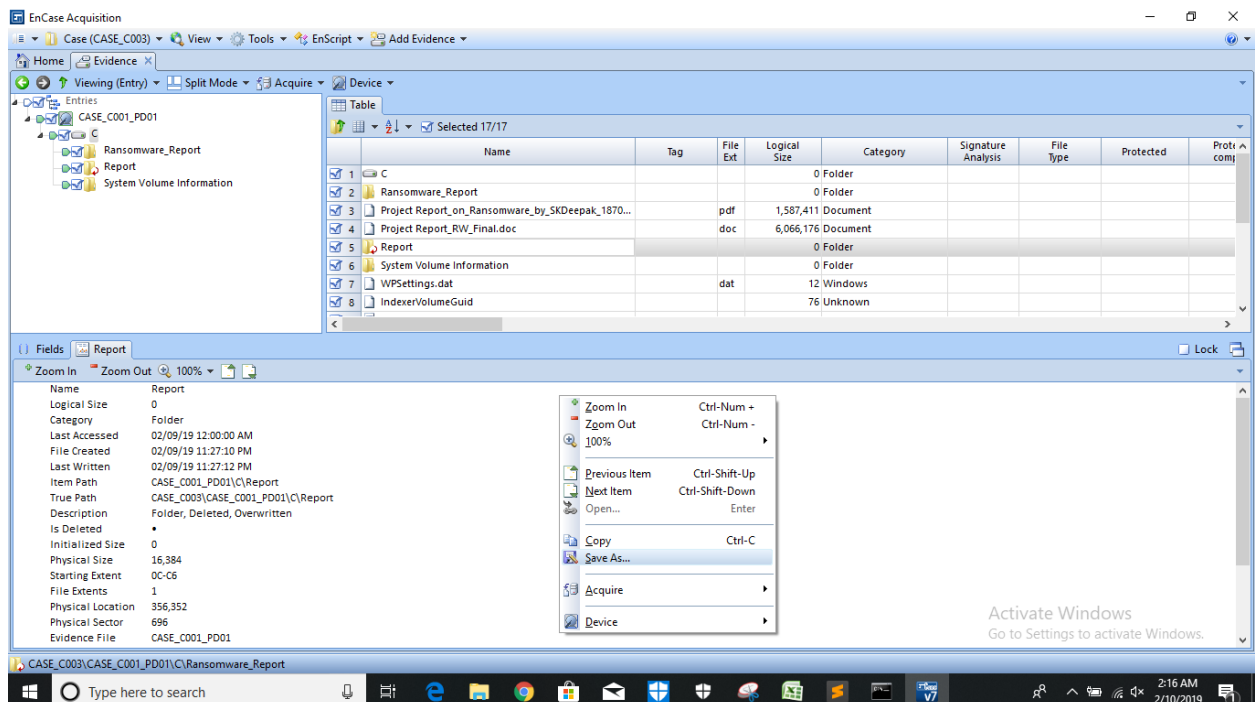 EnCase Acquisition
Case (CASE_C003) View Tools EnScript Add Evidence
Home Evidence
Viewing (Entry) Split Mode Acquire Device
Entries
CASE_C001_PD01
C
Ransomware_Report
Report
System Volume Information
Table
Selected 17/17
Name Tag File Ext Logical Size Category Signature Analysis File Type Protected
1 C 0 Folder
2 Ransomware_Report 0 Folder
3 Project Report_on_Ransomware_by_SKDeepak_1870... pdf 1,587,411 Document
4 Project Report_RW_Final.doc doc 6,066,176 Document
5 Report 0 Folder
6 System Volume Information 0 Folder
7 WPSettings.dat dat 12 Windows
8 IndexerVolumeGuid 76 Unknown
Fields Report Lock
Zoom In Zoom Out 100%
Name Report
Logical Size 0
Category Folder
Last Accessed 02/09/19 12:00:00 AM
File Created 02/09/19 11:27:10 PM
Last Written 02/09/19 11:27:12 PM
Item Path CASE_C001_PD01\C\Report
True Path CASE_C003\CASE_C001_PD01\C\Report
Description Folder, Deleted, Overwritten
Is Deleted •
Initialized Size 0
Physical Size 16,384
Starting Extent 0C-C6
File Extents 1
Physical Location 356,352
Physical Sector 696
Evidence File CASE_C001_PD01
Zoom In Ctrl-Num +
Zoom Out Ctrl-Num -
100%
Previous Item Ctrl-Shift-Up
Next Item Ctrl-Shift-Down
Open... Enter
Copy Ctrl-C
Save As...
Acquire
Device
Activate Windows
Go to Settings to activate Windows.
CASE_C003\CASE_C001_PD01\C\Ransomware_Report
Type here to search
v7
2:16 AM
2/10/2019